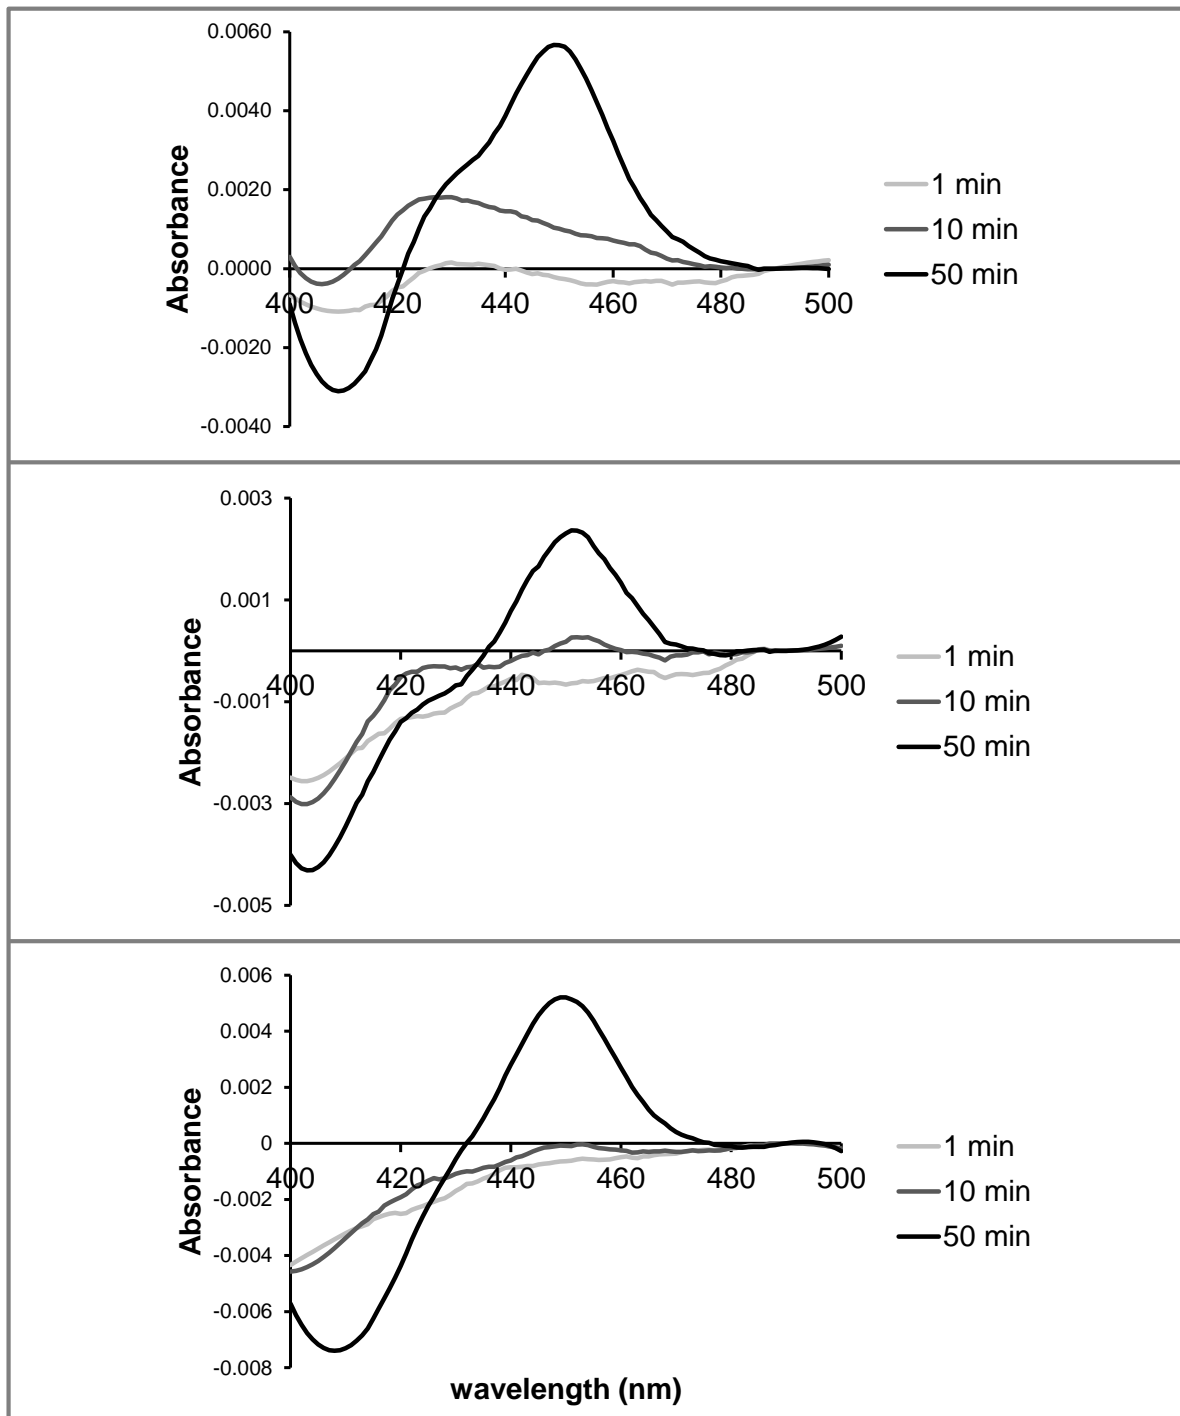 0.0060
0.0040
0.0020
0.0000
-0.0020
-0.0040
400 420 440 460 480 500
Absorbance
1 min
10 min
50 min
0.003
0.001
-0.001
-0.003
-0.005
400 420 440 460 480 500
Absorbance
1 min
10 min
50 min
0.006
0.004
0.002
0
-0.002
-0.004
-0.006
-0.008
400 420 440 460 480 500
Absorbance
1 min
10 min
50 min
wavelength (nm)